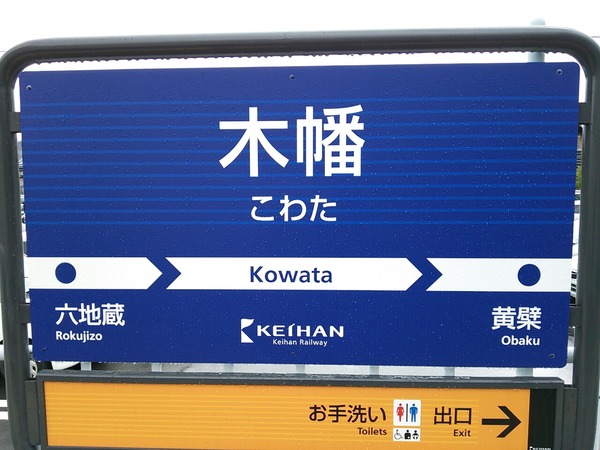 木幡
こわた
Kowata
六地蔵
Rokujizo
黄檗
Obaku
KEIHAN
Keihan Railway
お手洗い
Toilets
出口
Exit
KEIHAN